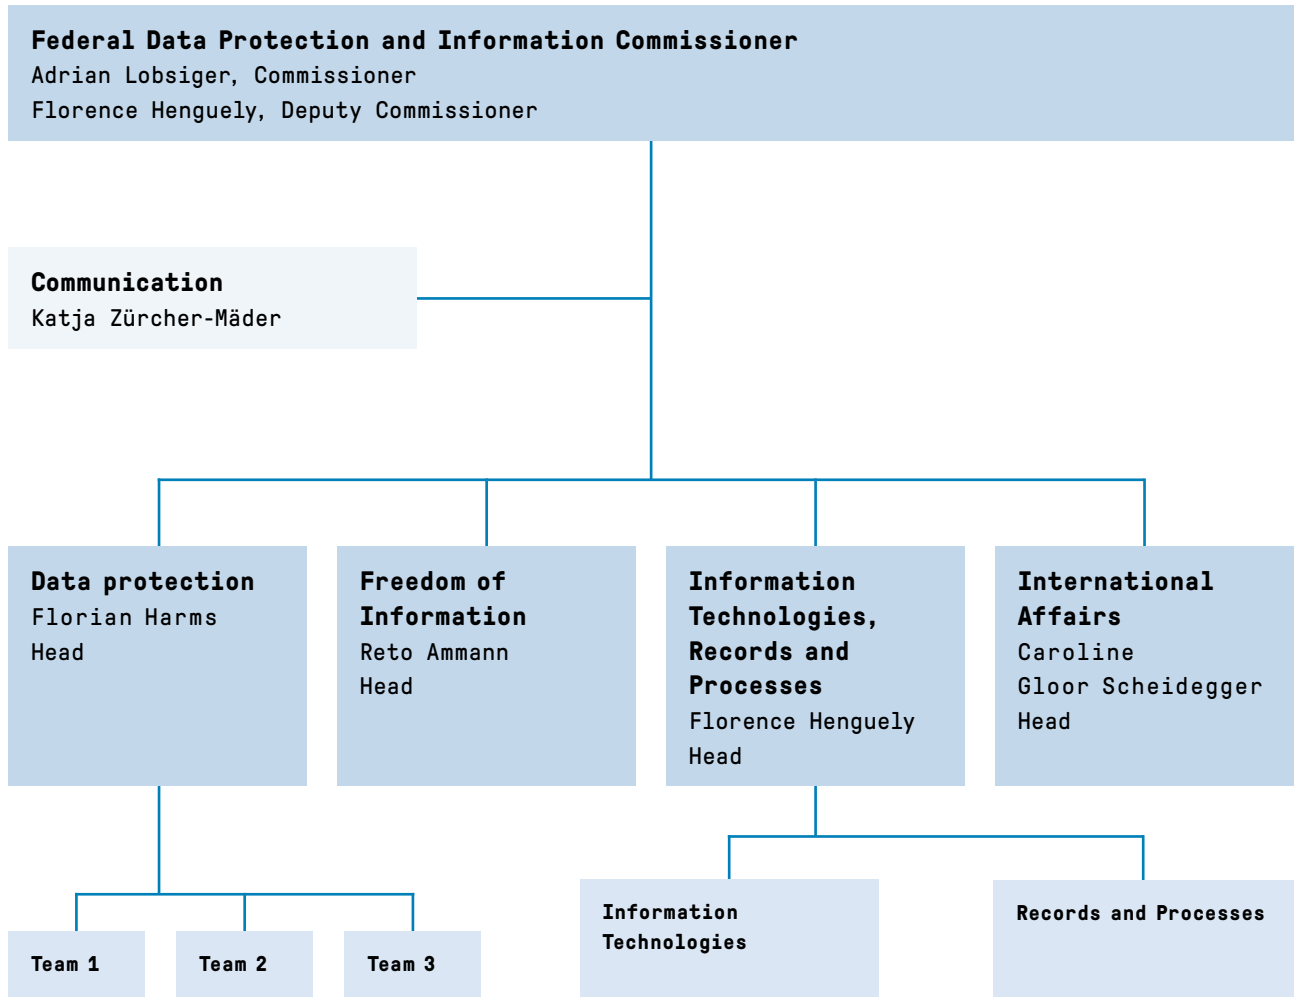 Federal Data Protection and Information Commissioner
Adrian Lobsiger, Commissioner
Florence Henguely, Deputy Commissioner
Communication
Katja Zürcher-Mäder
Data protection
Florian Harms
Head
Freedom of
Information
Reto Ammann
Head
Information
Technologies,
Records and
Processes
Florence Henguely
Head
International
Affairs
Caroline
Gloor Scheidegger
Head
Team 1
Team 2
Team 3
Information
Technologies
Records and Processes